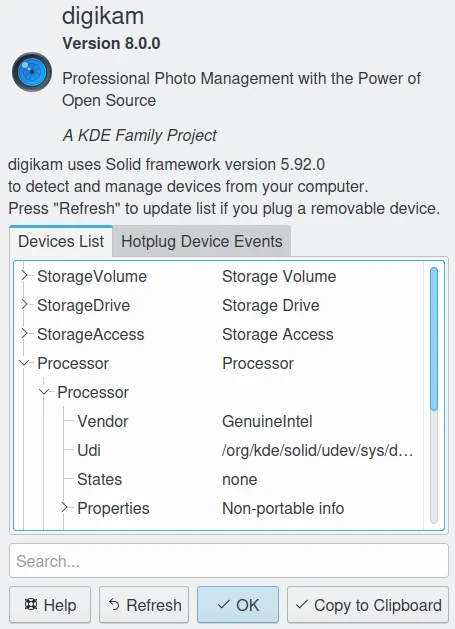 digikam
Version 8.0.0
Professional Photo Management with the Power of
Open Source
A KDE Family Project
digikam uses Solid framework version 5.92.0
to detect and manage devices from your computer.
Press "Refresh" to update list if you plug a removable device.
Devices List Hotplug Device Events
StorageVolume Storage Volume
StorageDrive Storage Drive
StorageAccess Storage Access
Processor Processor
Processor
Vendor GenuineIntel
Udi /org/kde/solid/udev/sys/d...
States none
Properties Non-portable info
Search...
Help Refresh OK Copy to Clipboard